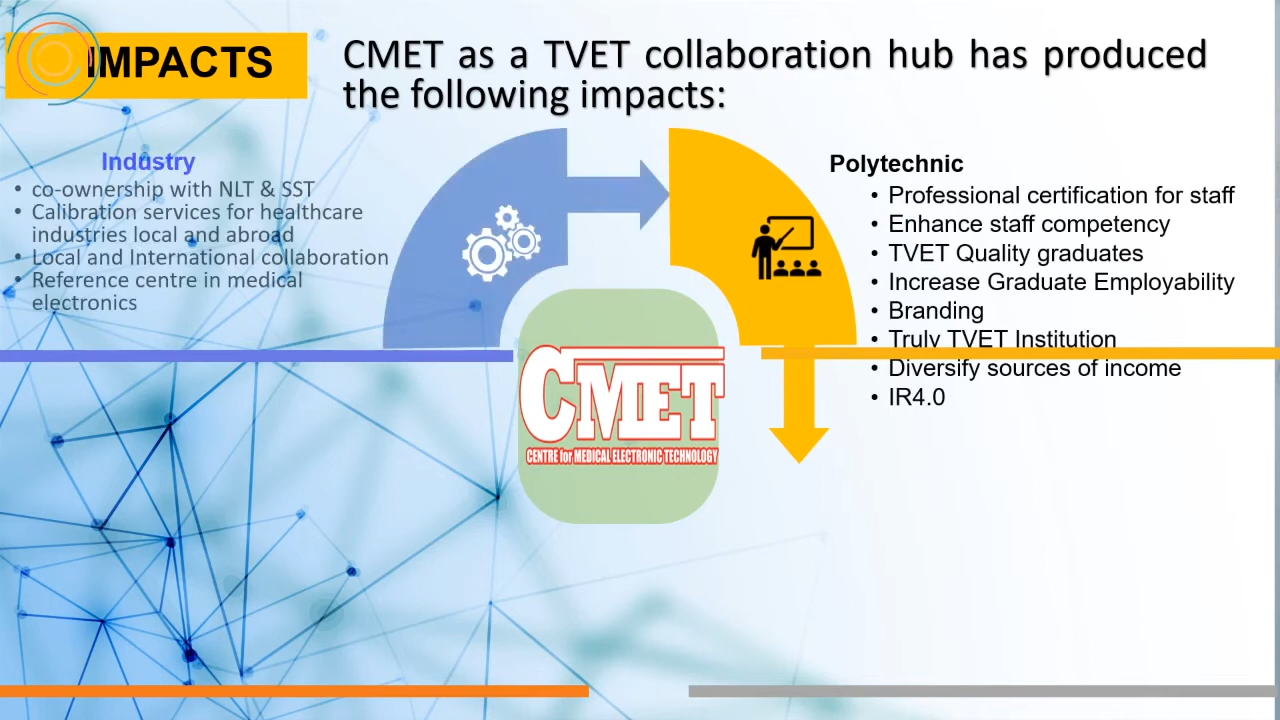 IMPACTS
CMET as a TVET collaboration hub has produced
the following impacts:
Industry
• co-ownership with NLT & SST
• Calibration services for healthcare
industries local and abroad
• Local and International collaboration
• Reference centre in medical
electronics
Polytechnic
• Professional certification for staff
• Enhance staff competency
• TVET Quality graduates
• Increase Graduate Employability
• Branding
• Truly TVET Institution
• Diversify sources of income
• IR4.0
CMET
CENTRE for MEDICAL ELECTRONIC TECHNOLOGY